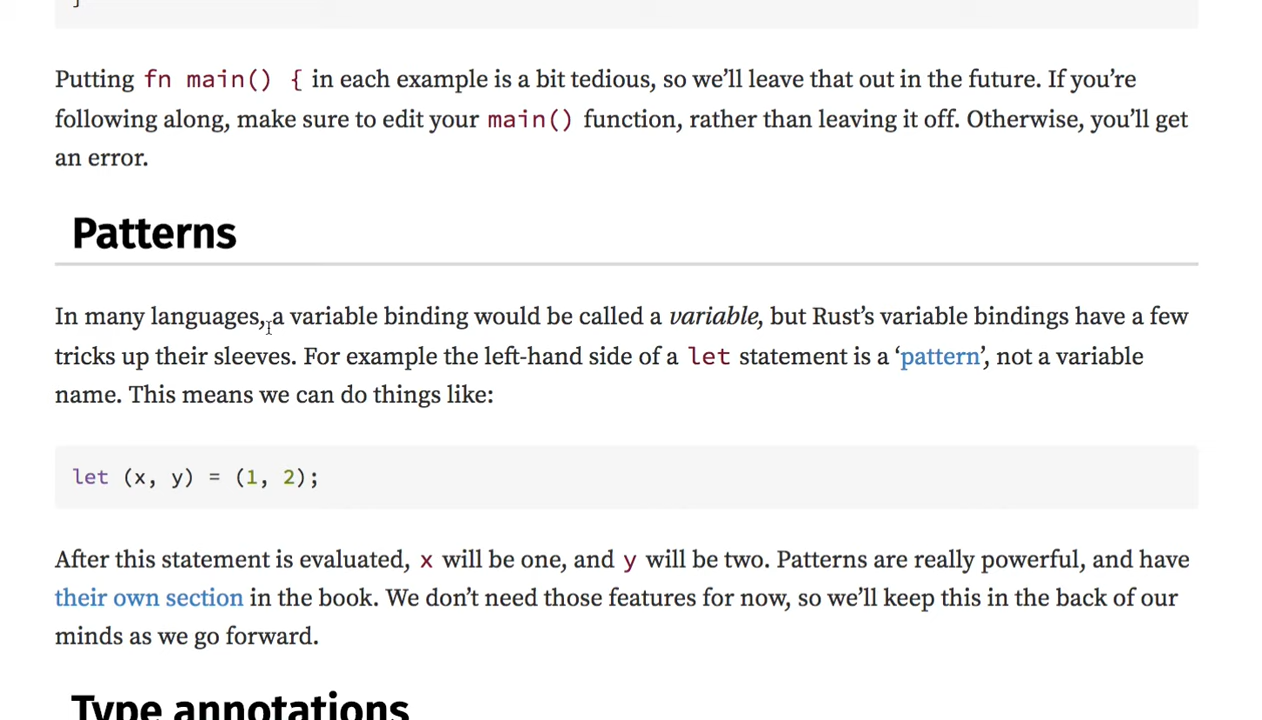 }
Putting fn main() { in each example is a bit tedious, so we’ll leave that out in the future. If you’re
following along, make sure to edit your main() function, rather than leaving it off. Otherwise, you’ll get
an error.
Patterns
In many languages, a variable binding would be called a variable, but Rust’s variable bindings have a few
tricks up their sleeves. For example the left-hand side of a let statement is a ‘pattern’, not a variable
name. This means we can do things like:
let (x, y) = (1, 2);
After this statement is evaluated, x will be one, and y will be two. Patterns are really powerful, and have
their own section in the book. We don’t need those features for now, so we’ll keep this in the back of our
minds as we go forward.
Type annotations